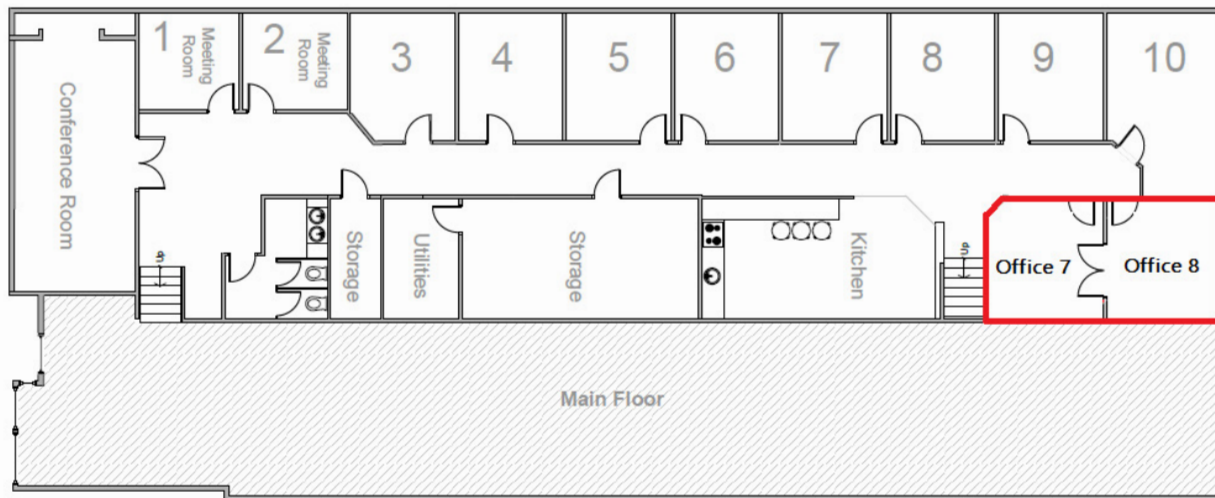 1
Meeting
Room
2
Meeting
Room
3
4
5
6
7
8
9
10
Conference Room
Storage
Utilities
Storage
Kitchen
Office 7
Office 8
Main Floor